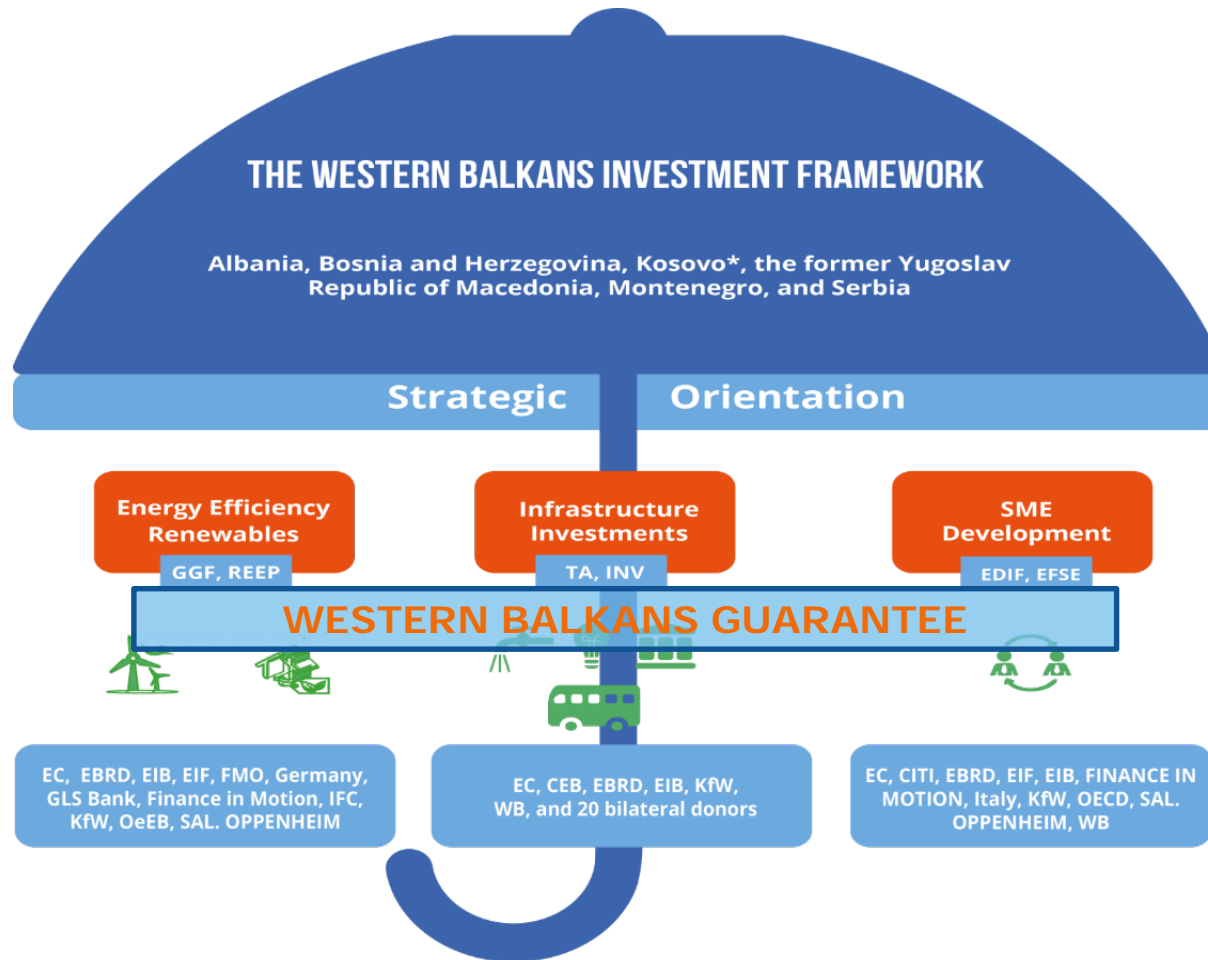 THE WESTERN BALKANS INVESTMENT FRAMEWORK
Albania, Bosnia and Herzegovina, Kosovo*, the former Yugoslav
Republic of Macedonia, Montenegro, and Serbia
Strategic Orientation
Energy Efficiency
Renewables
GGF, REEP
Infrastructure
Investments
TA, INV
SME
Development
EDIF, EFSE
WESTERN BALKANS GUARANTEE
EC, EBRD, EIB, EIF, FMO, Germany,
GLS Bank, Finance in Motion, IFC,
KfW, OeEB, SAL. OPPENHEIM
EC, CEB, EBRD, EIB, KfW,
WB, and 20 bilateral donors
EC, CITI, EBRD, EIF, EIB, FINANCE IN
MOTION, Italy, KfW, OECD, SAL.
OPPENHEIM, WB